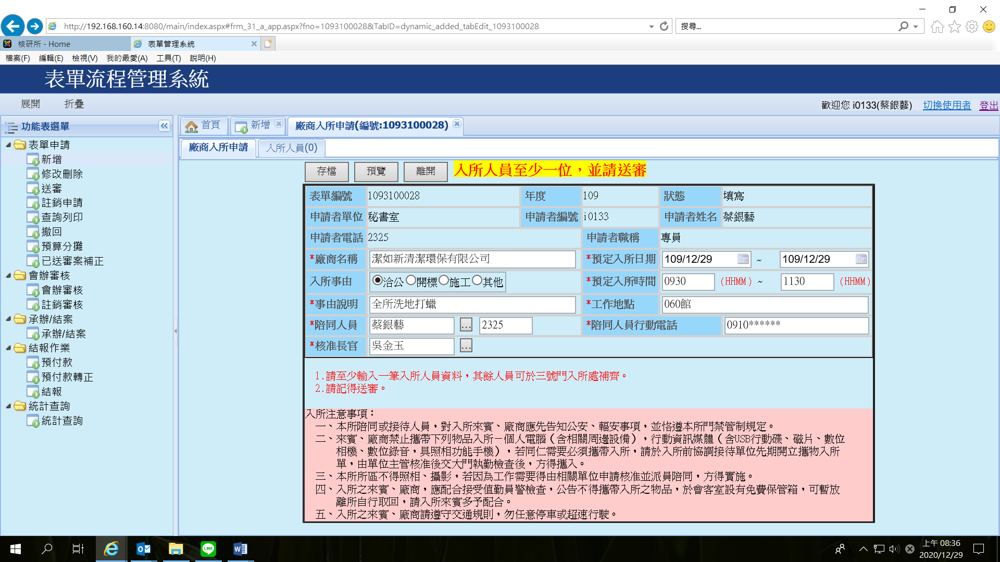 http://192.168.160.14:8080/main/index.aspx#frm_31_a_app.aspx?fno=1093100028&TabID=dynamic_added_tabEdit_1093100028
搜尋...
核研所 - Home
表單管理系統
檔案(F) 編輯(E) 檢視(V) 我的最愛(A) 工具(T) 說明(H)
表單流程管理系統
展開 折疊
歡迎您 i0133(蔡銀藝) 切換使用者 登出
功能表選單
表單申請
新增
修改刪除
送審
註銷申請
查詢列印
撤回
預算分攤
已送審案補正
會辦審核
會辦審核
註銷審核
承辦/結案
承辦/結案
結報作業
預付款
預付款轉正
結報
統計查詢
統計查詢
首頁 新增 廠商入所申請(編號:1093100028)
廠商入所申請 入所人員(0)
存檔 預覽 離開 入所人員至少一位，並請送審
表單編號 1093100028 年度 109 狀態 填寫
申請者單位 秘書室 申請者編號 i0133 申請者姓名 蔡銀藝
申請者電話 2325 申請者職稱 專員
*廠商名稱 潔如新清潔環保有限公司 *預定入所日期 109/12/29 ~ 109/12/29
入所事由 洽公 開標 施工 其他 *預定入所時間 0930 (HHMM) ~ 1130 (HHMM)
*事由說明 全所洗地打蠟 *工作地點 060館
*陪同人員 蔡銀藝 ... 2325 *陪同人員行動電話 0910******
*核准長官 吳金玉 ...
1.請至少輸入一筆入所人員資料，其餘人員可於三號門入所處補齊。
2.請記得送審。
入所注意事項：
一、本所陪同或接待人員，對入所來賓、廠商應先告知公安、輻安事項，並恪遵本所門禁管制規定。
二、來賓、廠商禁止攜帶下列物品入所－個人電腦（含相關周邊設備），行動資訊媒體（含USB行動碟、磁片、數位
相機、數位錄音，具照相功能手機），若同仁需要必須攜帶入所，請於入所前協調接待單位先期開立攜物入所
單，由單位主管核准後交大門執勤檢查後，方得攜入。
三、本所所區不得照相、攝影，若因為工作需要得由相關單位申請核准並派員陪同，方得實施。
四、入所之來賓、廠商，應配合接受值勤員警檢查，公告不得攜帶入所之物品，於會客室設有免費保管箱，可暫放
離所自行取回，請入所來賓多予配合。
五、入所之來賓、廠商請遵守交通規則，勿任意停車或超速行駛。
上午 08:36
2020/12/29